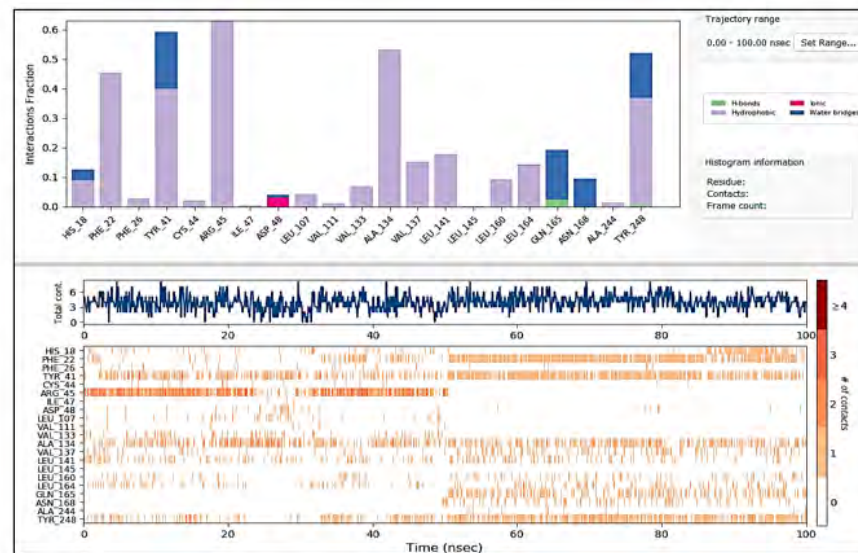 Trajectory range
0.00 - 100.00 nsec Set Range...
H-bonds Ionic
Hydrophobic Water bridges
Histogram information
Residue:
Contacts:
Frame count:
Interactions Fraction
0.6
0.5
0.4
0.3
0.2
0.1
0.0
HIS_18 PHE_22 PHE_26 TYR_41 CYS_44 ARG_45 ILE_47 ASP_48 LEU_107 VAL_111 VAL_133 ALA_134 VAL_137 LEU_141 LEU_145 LEU_160 LEU_164 GLN_165 ASN_168 ALA_244 TYR_248
Total cont.
6
3
0
0 20 40 60 80 100
HIS_18
PHE_22
PHE_26
TYR_41
CYS_44
ARG_45
ILE_47
ASP_48
LEU_107
VAL_111
VAL_133
ALA_134
VAL_137
LEU_141
LEU_145
LEU_160
LEU_164
GLN_165
ASN_168
ALA_244
TYR_248
0 20 40 60 80 100
Time (nsec)
≥4
3
2
1
0
# of contacts